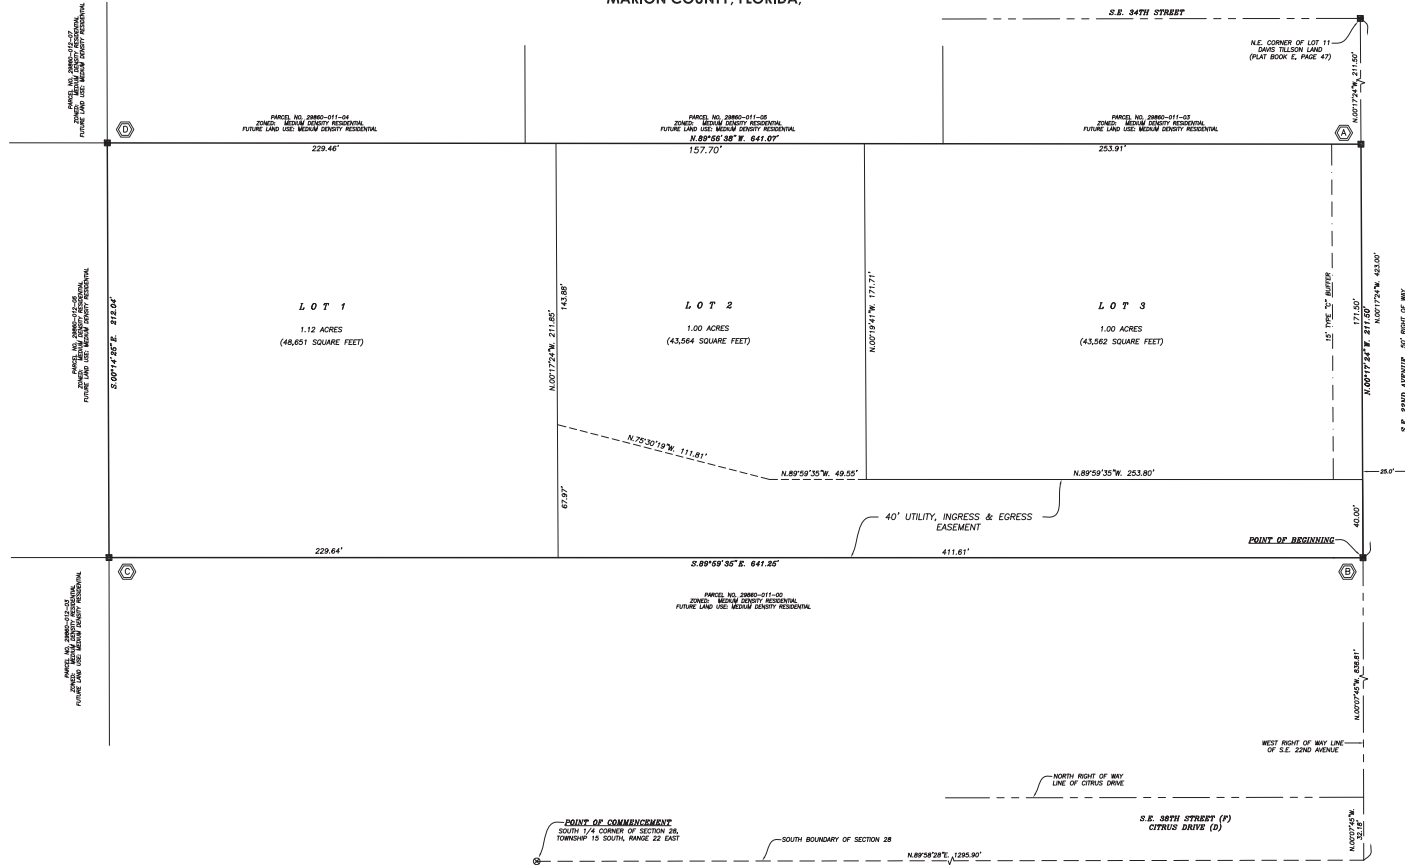 MARION COUNTY, FLORIDA,
S.E. 34TH STREET
N.E. CORNER OF LOT 11
DAVIS TILLSON LAND
(PLAT BOOK E, PAGE 47)
N.00°17'24"W. 211.50'
PARCEL NO. 29860-012-07
ZONED: MEDIUM DENSITY RESIDENTIAL
FUTURE LAND USE: MEDIUM DENSITY RESIDENTIAL
D
PARCEL NO. 29860-011-04
ZONED: MEDIUM DENSITY RESIDENTIAL
FUTURE LAND USE: MEDIUM DENSITY RESIDENTIAL
PARCEL NO. 29860-011-05
ZONED: MEDIUM DENSITY RESIDENTIAL
FUTURE LAND USE: MEDIUM DENSITY RESIDENTIAL
PARCEL NO. 29860-011-03
ZONED: MEDIUM DENSITY RESIDENTIAL
FUTURE LAND USE: MEDIUM DENSITY RESIDENTIAL
A
N.89°56'38"W. 641.07'
229.46'
157.70'
253.91'
PARCEL NO. 29860-012-06
ZONED: MEDIUM DENSITY RESIDENTIAL
FUTURE LAND USE: MEDIUM DENSITY RESIDENTIAL
S.00°14'25"E. 212.04'
LOT 1
1.12 ACRES
(48,651 SQUARE FEET)
N.00°17'24"W. 211.85'
143.88'
LOT 2
1.00 ACRES
(43,564 SQUARE FEET)
N.00°19'41"W. 171.71'
LOT 3
1.00 ACRES
(43,562 SQUARE FEET)
15' TYPE "C" BUFFER
171.50'
N.00°17'24"W. 211.50'
N.00°17'24"W. 423.00'
S.E. 22ND AVENUE 50' RIGHT OF WAY
N.75°30'19"W. 111.81'
N.89°59'35"W. 49.55'
N.89°59'35"W. 253.80'
25.0'
67.97'
40' UTILITY, INGRESS & EGRESS
EASEMENT
40.00'
POINT OF BEGINNING
229.64'
411.61'
S.89°59'35"E. 641.25'
C
B
PARCEL NO. 29860-011-00
ZONED: MEDIUM DENSITY RESIDENTIAL
FUTURE LAND USE: MEDIUM DENSITY RESIDENTIAL
PARCEL NO. 29860-012-03
ZONED: MEDIUM DENSITY RESIDENTIAL
FUTURE LAND USE: MEDIUM DENSITY RESIDENTIAL
N.00°07'45"W. 838.81'
WEST RIGHT OF WAY LINE
OF S.E. 22ND AVENUE
NORTH RIGHT OF WAY
LINE OF CITRUS DRIVE
S.E. 38TH STREET (F)
CITRUS DRIVE (D)
N.00°07'45"W.
32.18'
POINT OF COMMENCEMENT
SOUTH 1/4 CORNER OF SECTION 28,
TOWNSHIP 15 SOUTH, RANGE 22 EAST
SOUTH BOUNDARY OF SECTION 28
N.89°58'28"E. 1295.90'